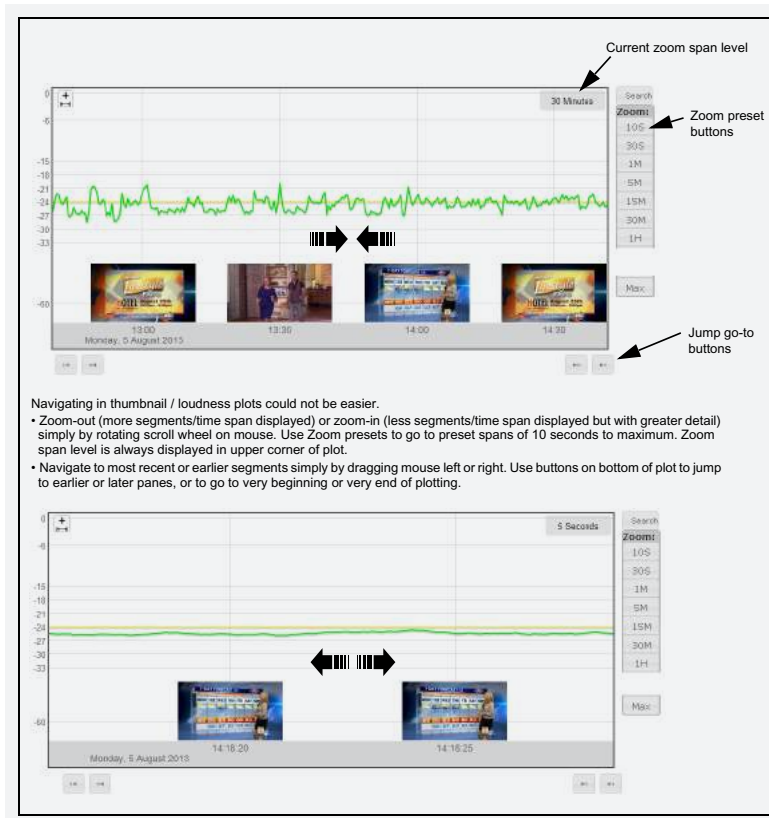 Current zoom span level
0
30 Minutes
Search
Zoom:
Zoom preset
buttons
10S
30S
1M
5M
15M
30M
1H
Max
-6
-15
-18
-21
-24
-27
-30
-33
-60
HOTEL
13:00
13:30
14:00
14:30
Monday, 5 August 2013
Jump go-to
buttons
Navigating in thumbnail / loudness plots could not be easier.
• Zoom-out (more segments/time span displayed) or zoom-in (less segments/time span displayed but with greater detail)
simply by rotating scroll wheel on mouse. Use Zoom presets to go to preset spans of 10 seconds to maximum. Zoom
span level is always displayed in upper corner of plot.
• Navigate to most recent or earlier segments simply by dragging mouse left or right. Use buttons on bottom of plot to jump
to earlier or later panes, or to go to very beginning or very end of plotting.
0
5 Seconds
Search
Zoom:
10S
30S
1M
5M
15M
30M
1H
Max
-6
-15
-18
-21
-24
-27
-30
-33
-60
14:18:20
14:18:25
Monday, 5 August 2013